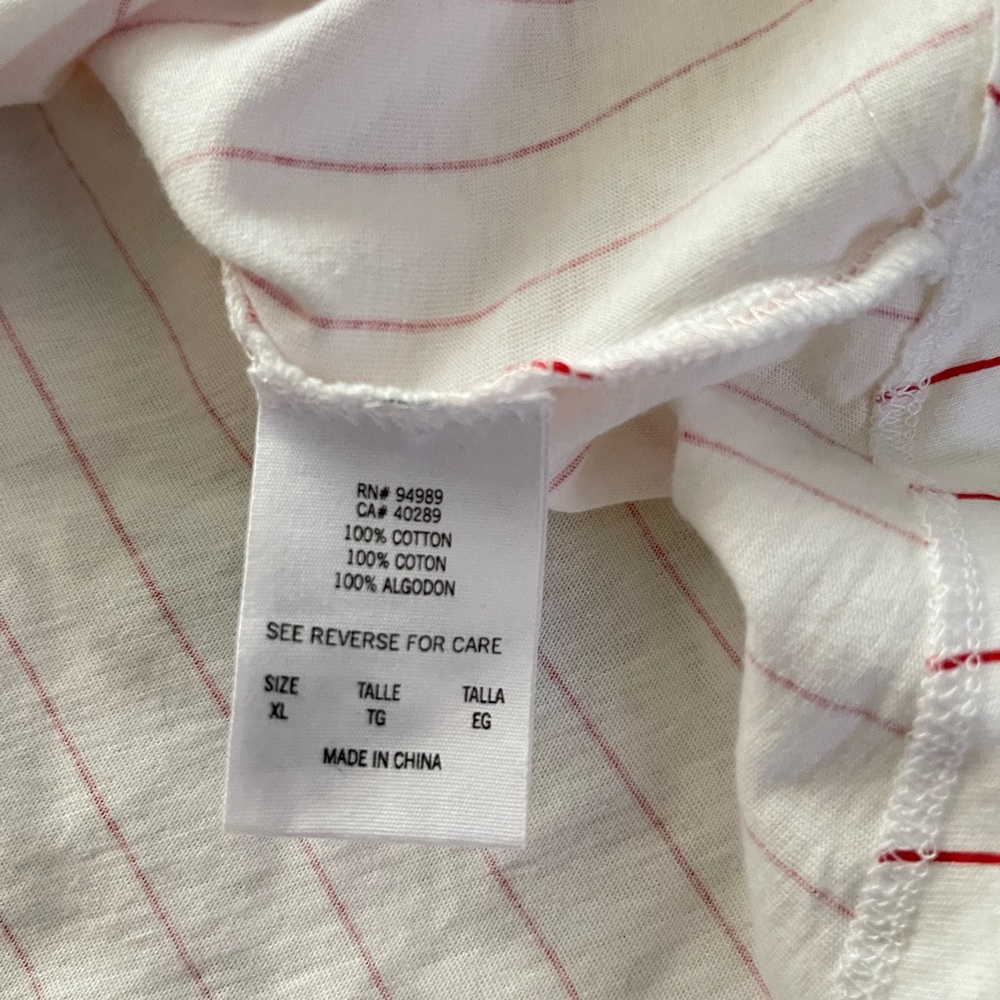 RN# 94989
CA# 40289
100% COTTON
100% COTON
100% ALGODON
SEE REVERSE FOR CARE
SIZE TALLE TALLA
XL TG EG
MADE IN CHINA